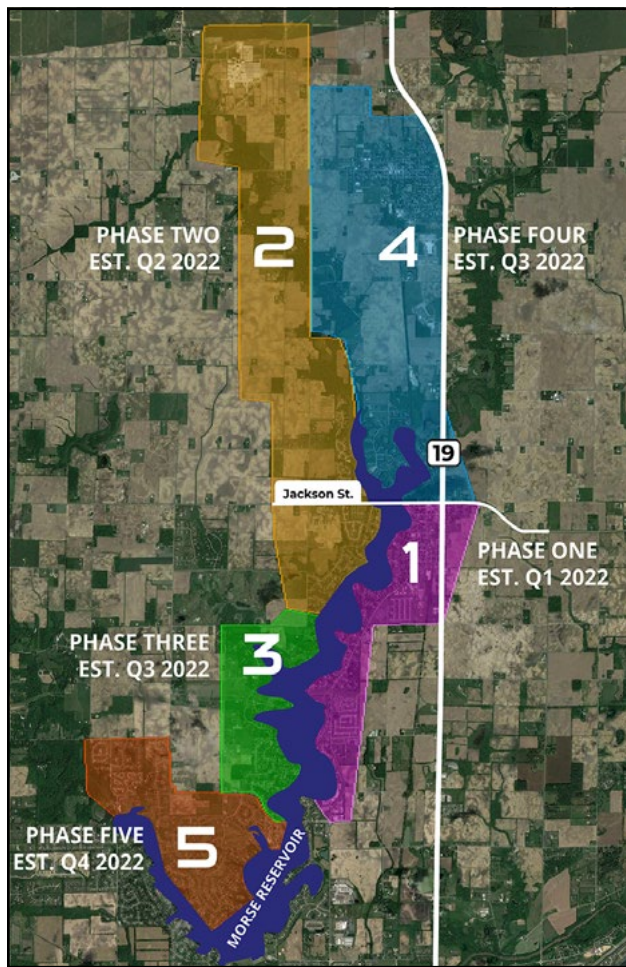 PHASE TWO
EST. Q2 2022
2
4
PHASE FOUR
EST. Q3 2022
19
Jackson St.
1
PHASE ONE
EST. Q1 2022
PHASE THREE
EST. Q3 2022
3
PHASE FIVE
EST. Q4 2022
5
MORSE RESERVOIR